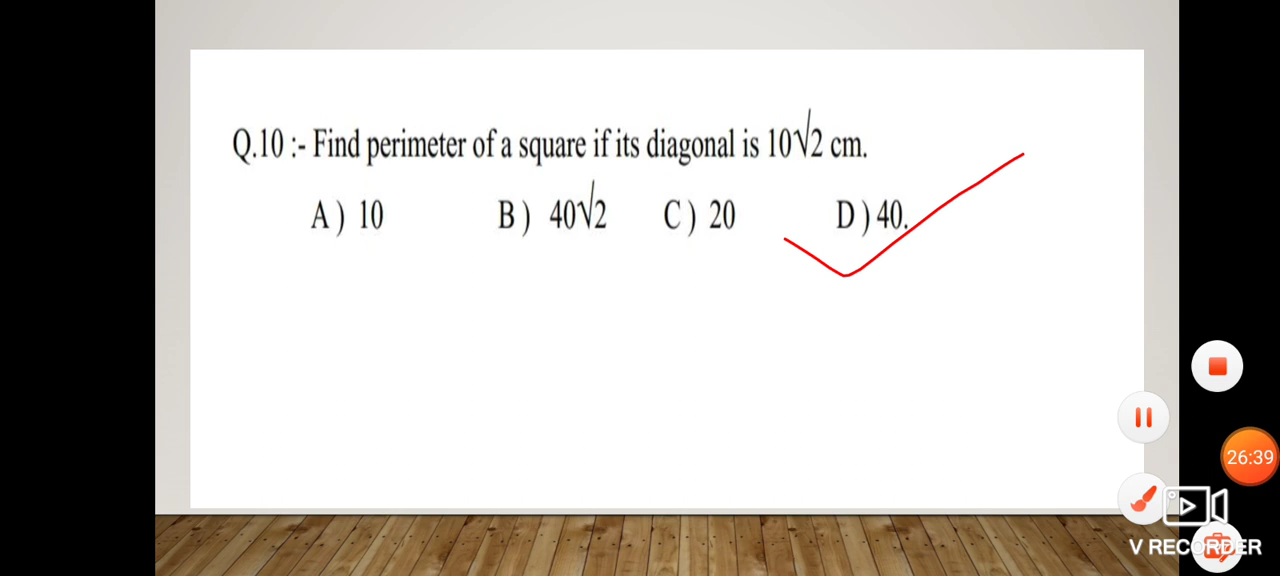 Q.10 :- Find perimeter of a square if its diagonal is 10√2 cm.
A ) 10 B ) 40√2 C ) 20 D ) 40.
26:39
V RECORDER